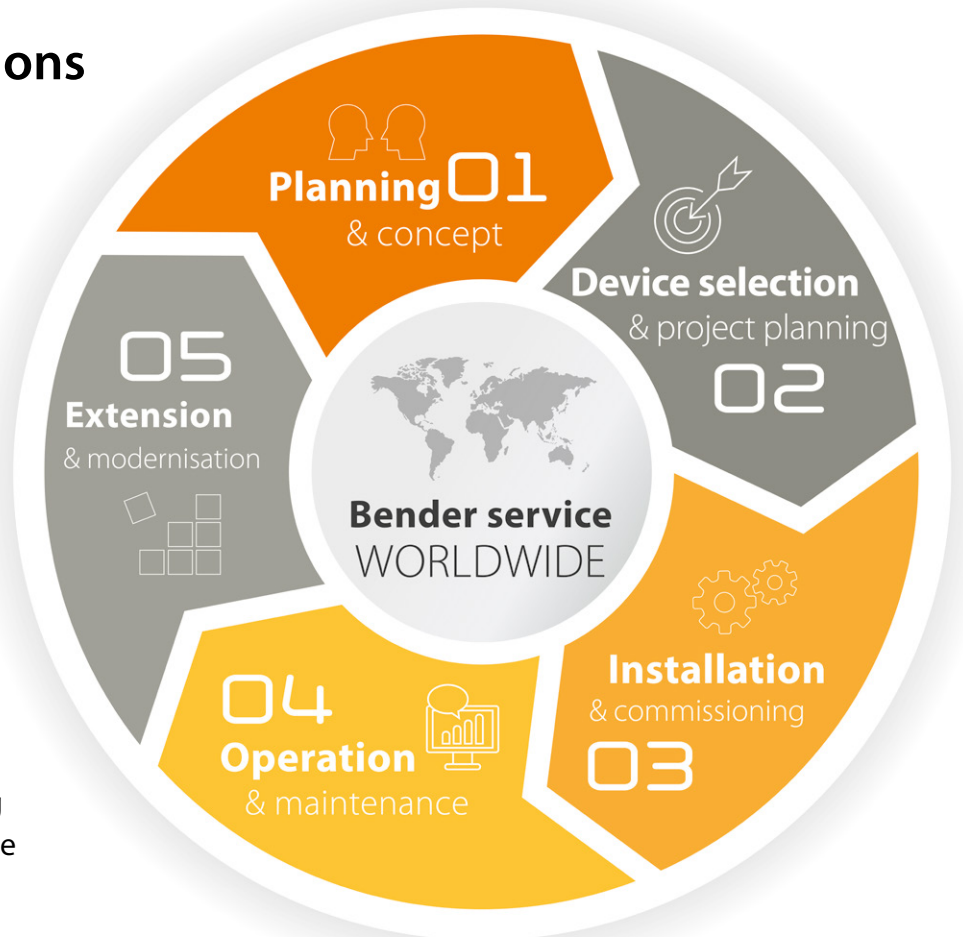 ons
Planning 01
& concept
Device selection
& project planning
02
05
Extension
& modernisation
Bender service
WORLDWIDE
Installation
& commissioning
03
04
Operation
& maintenance
e